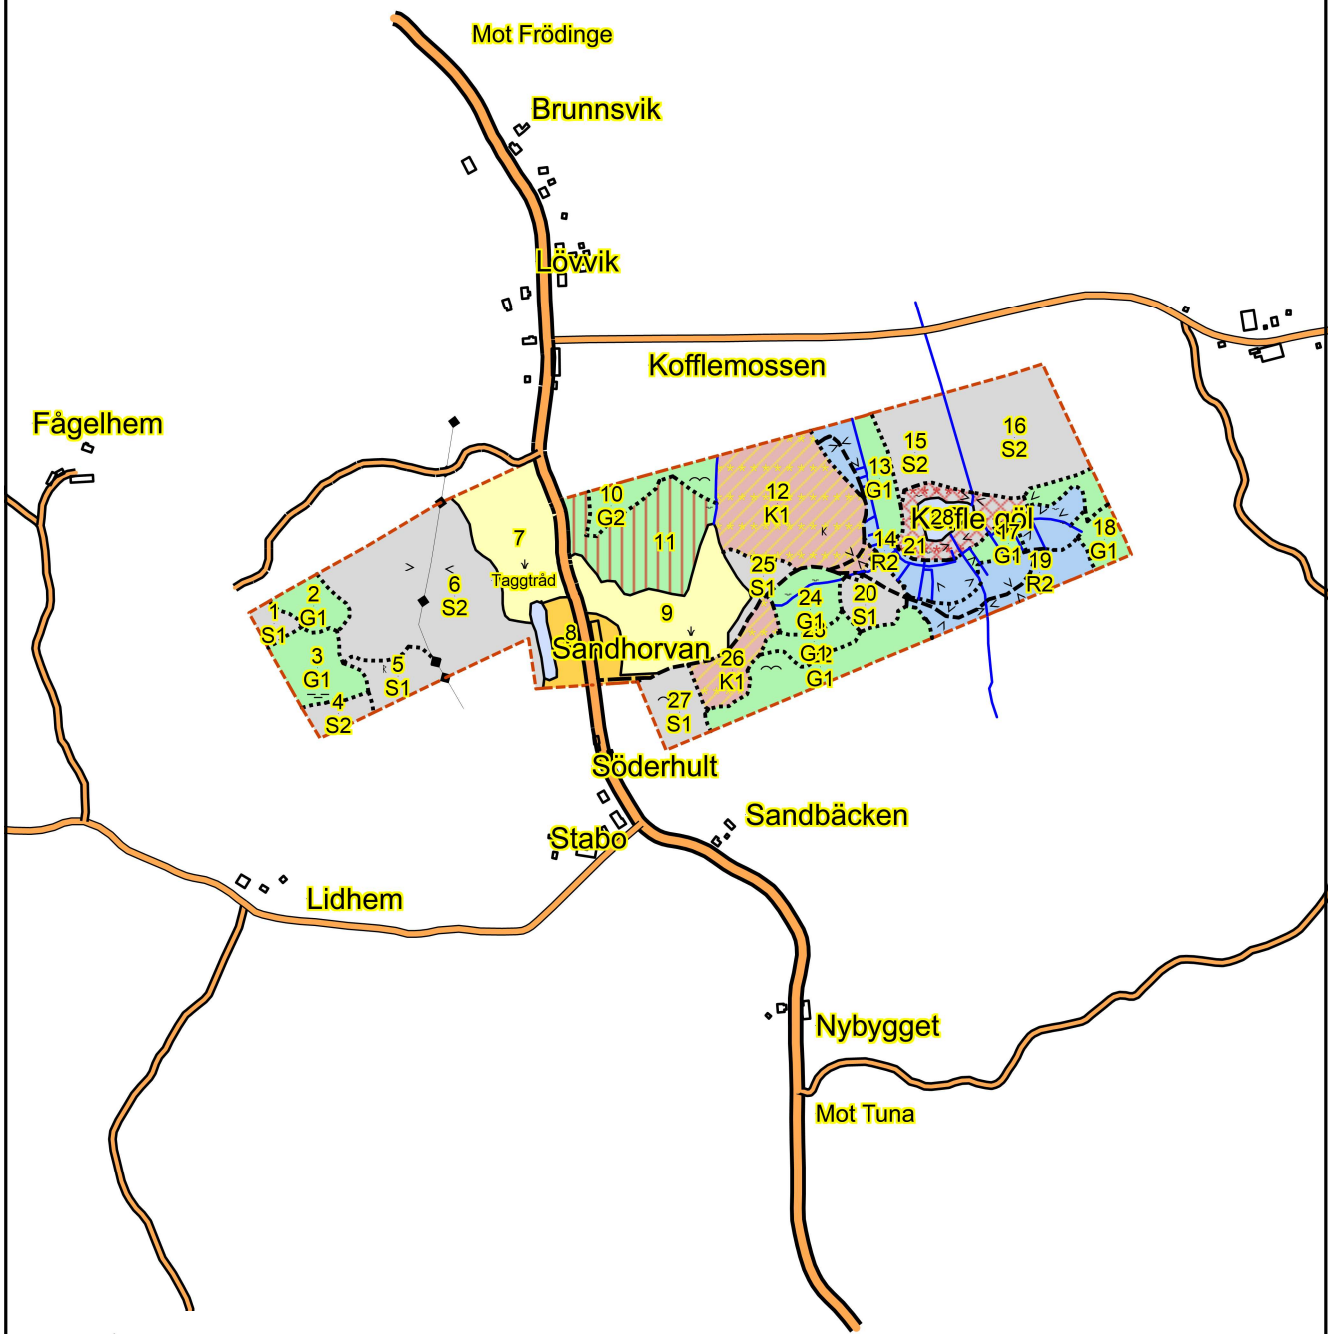 Mot Frödinge
Brunnsvik
Lövvik
Kofflemossen
Fågelhem
16
S2
15
S2
13
G1
12
K1
10
G2
11
7
Taggtråd
6
S2
28
Koffle göl
17
G1
18
G1
14
R2
21
19
R2
25
S1
20
S1
24
G1
2
G1
1
S1
3
G1
9
8
Sandhorvan
G1
26
K1
5
S1
4
S2
27
S1
Söderhult
Stabo
Sandbäcken
Lidhem
Nybygget
Mot Tuna